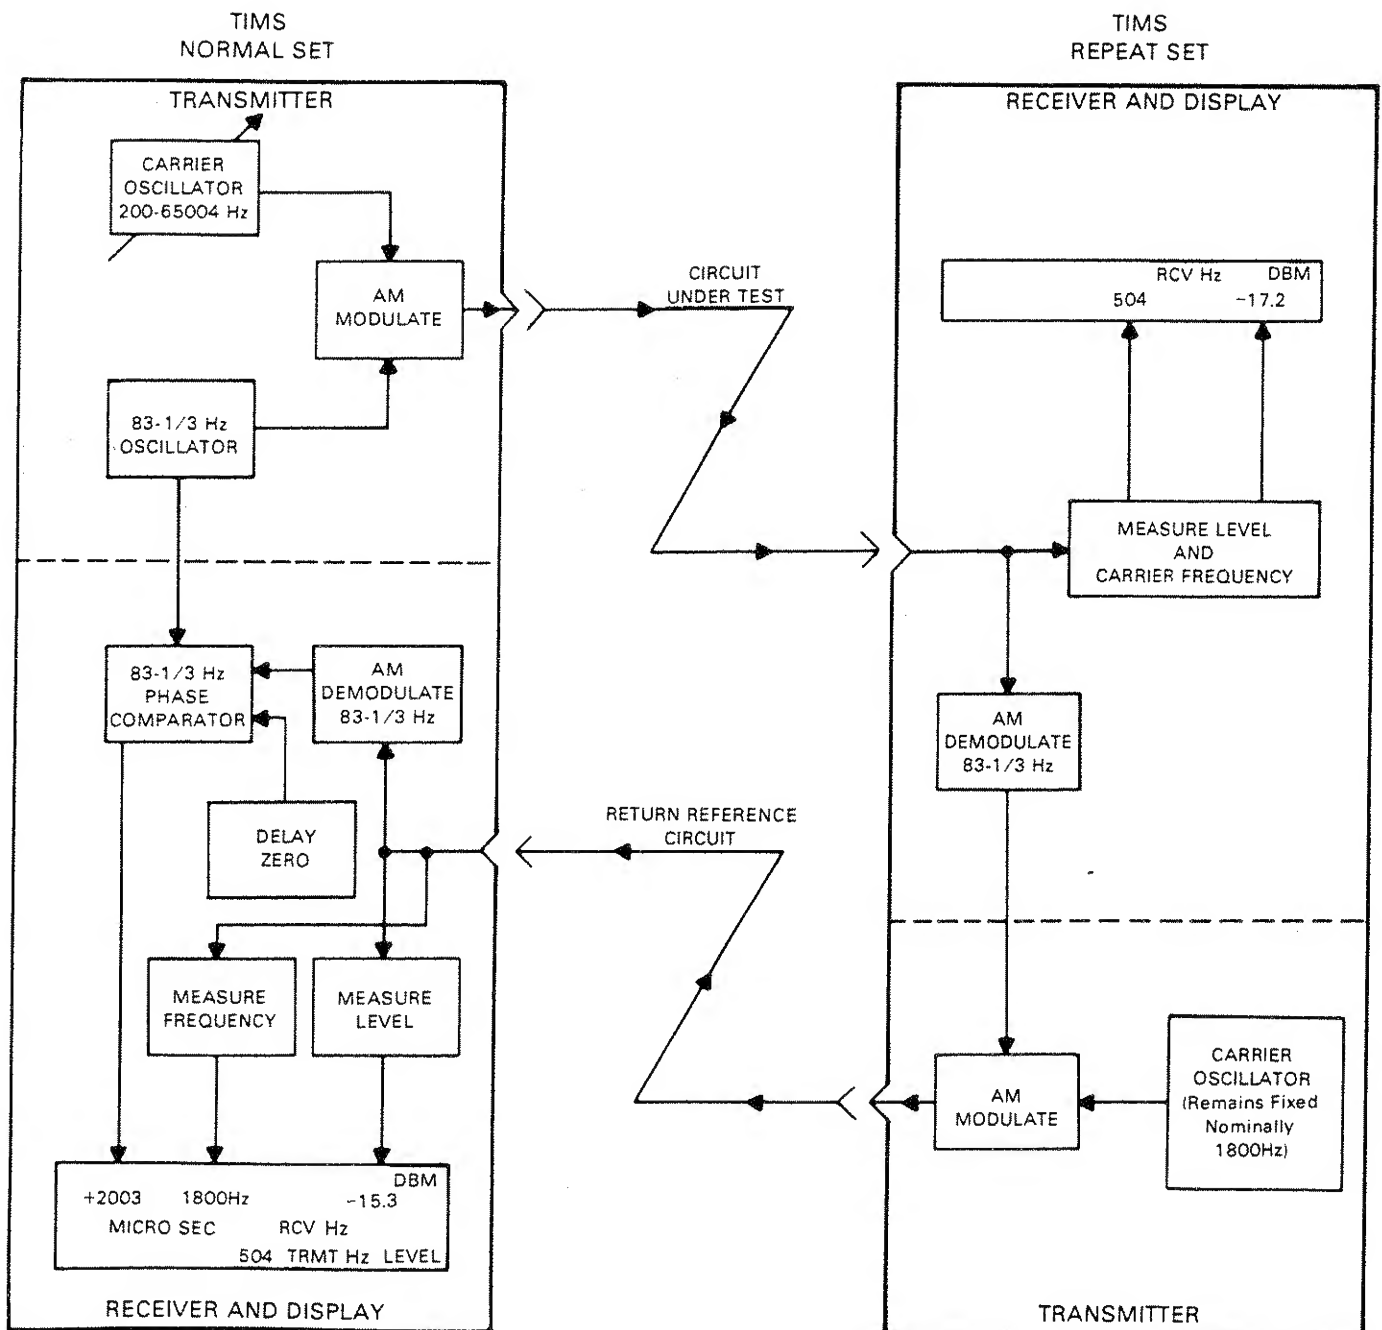 TIMS
NORMAL SET
TIMS
REPEAT SET
TRANSMITTER
CARRIER
OSCILLATOR
200-65004 Hz
AM
MODULATE
83-1/3 Hz
OSCILLATOR
CIRCUIT
UNDER TEST
RECEIVER AND DISPLAY
RCV Hz DBM
504 -17.2
MEASURE LEVEL
AND
CARRIER FREQUENCY
83-1/3 Hz
PHASE
COMPARATOR
AM
DEMODULATE
83-1/3 Hz
DELAY
ZERO
AM
DEMODULATE
83-1/3 Hz
RETURN REFERENCE
CIRCUIT
MEASURE
FREQUENCY
MEASURE
LEVEL
AM
MODULATE
CARRIER
OSCILLATOR
(Remains Fixed
Nominally
1800Hz)
DBM
+2003 1800Hz -15.3
MICRO SEC RCV Hz
504 TRMT Hz LEVEL
RECEIVER AND DISPLAY
TRANSMITTER